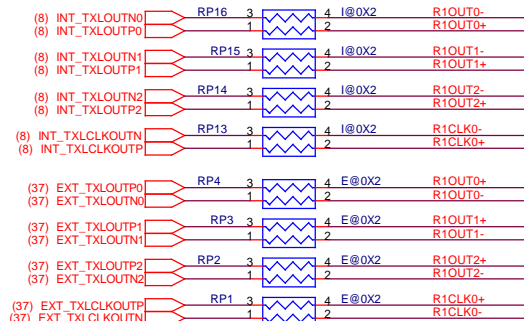 (8) INT_TXLOUTN0 RP16 3 4 I@0X2 R1OUT0-
(8) INT_TXLOUTP0 1 2 R1OUT0+
(8) INT_TXLOUTN1 RP15 3 4 I@0X2 R1OUT1-
(8) INT_TXLOUTP1 1 2 R1OUT1+
(8) INT_TXLOUTN2 RP14 3 4 I@0X2 R1OUT2-
(8) INT_TXLOUTP2 1 2 R1OUT2+
(8) INT_TXLCLKOUTN RP13 3 4 I@0X2 R1CLK0-
(8) INT_TXLCLKOUTP 1 2 R1CLK0+
(37) EXT_TXLOUTP0 RP4 3 4 E@0X2 R1OUT0+
(37) EXT_TXLOUTN0 1 2 R1OUT0-
(37) EXT_TXLOUTP1 RP3 3 4 E@0X2 R1OUT1+
(37) EXT_TXLOUTN1 1 2 R1OUT1-
(37) EXT_TXLOUTP2 RP2 3 4 E@0X2 R1OUT2+
(37) EXT_TXLOUTN2 1 2 R1OUT2-
(37) EXT_TXLCLKOUTP RP1 3 4 E@0X2 R1CLK0+
(37) EXT_TXLCLKOUTN 1 2 R1CLK0-